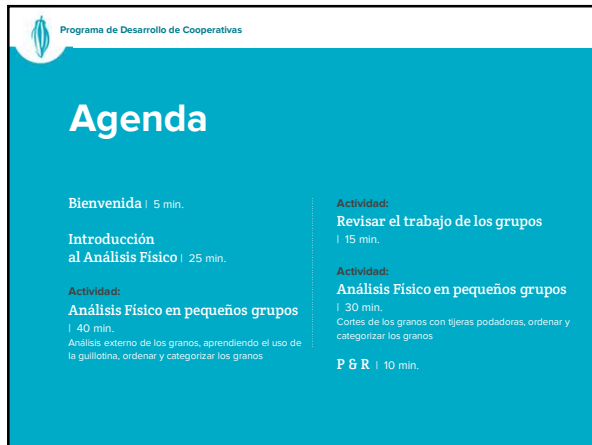 Programa de Desarrollo de Cooperativas
Agenda
Bienvenida | 5 min.
Introducción
al Análisis Físico | 25 min.
Actividad:
Análisis Físico en pequeños grupos
| 40 min.
Análisis externo de los granos, aprendiendo el uso de
la guillotina, ordenar y categorizar los granos
Actividad:
Revisar el trabajo de los grupos
| 15 min.
Actividad:
Análisis Físico en pequeños grupos
| 30 min.
Cortes de los granos con tijeras podadoras, ordenar y
categorizar los granos
P & R | 10 min.